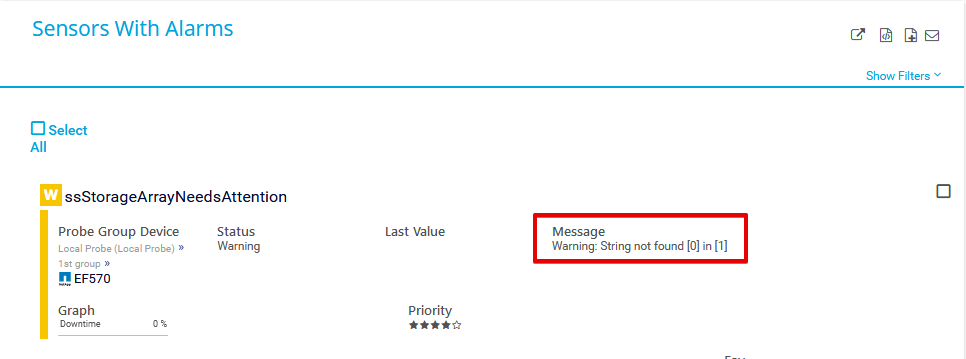 Sensors With Alarms
Show Filters
Select
All
W ssStorageArrayNeedsAttention
Probe Group Device
Status
Last Value
Message
Local Probe (Local Probe) »
Warning
Warning: String not found [0] in [1]
1st group »
EF570
Graph
Priority
Downtime 0 %
★★★★☆